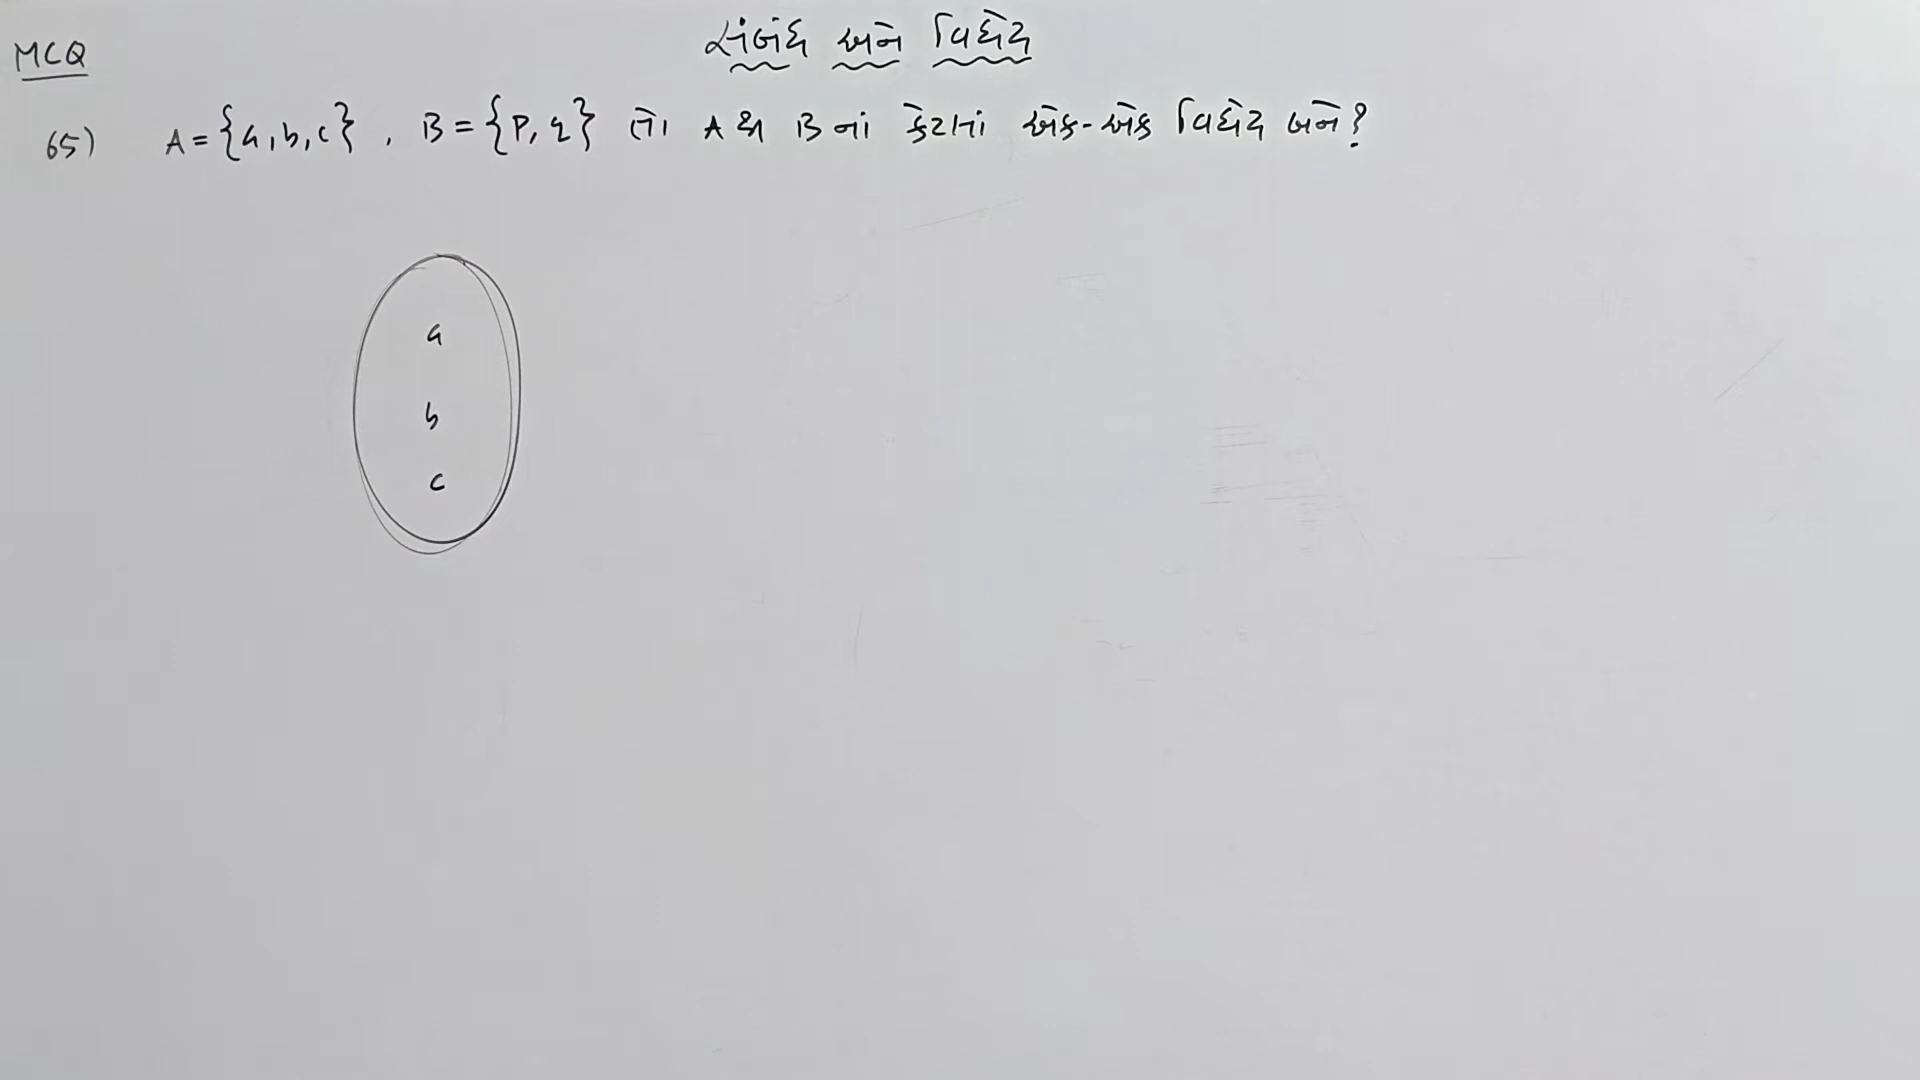 MCQ
સંબંધ અને વિધેય
65) A = {a, b, c}, B = {p, q} તો A થી B નાં કેટલાં એક-એક વિધેય બને?
a
b
c